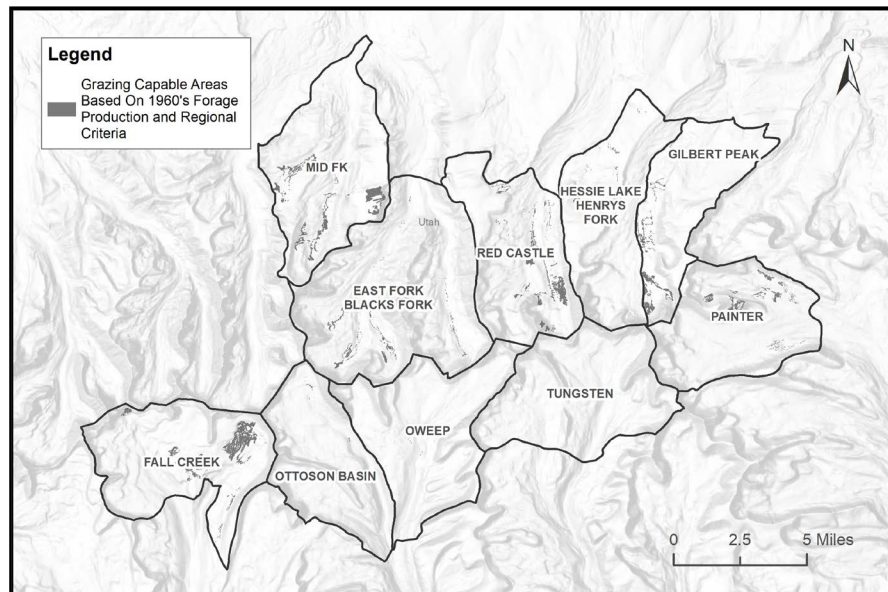 Legend
Grazing Capable Areas
Based On 1960's Forage
Production and Regional
Criteria
N
MID FK
GILBERT PEAK
HESSIE LAKE
HENRYS
FORK
Utah
RED CASTLE
EAST FORK
BLACKS FORK
PAINTER
TUNGSTEN
OWEEP
FALL CREEK
OTTOSON BASIN
0 2.5 5 Miles